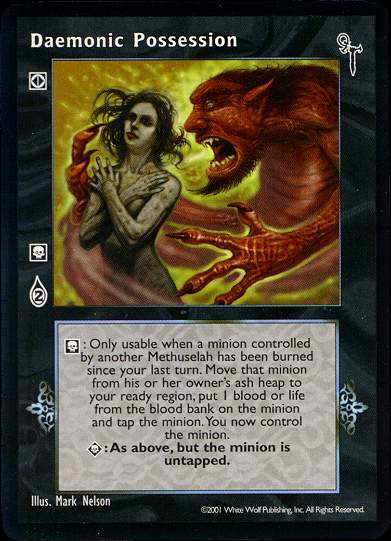 Daemonic Possession
2
: Only usable when a minion controlled
by another Methuselah has been burned
since your last turn. Move that minion
from his or her owner's ash heap to
your ready region, put 1 blood or life
from the blood bank on the minion
and tap the minion. You now control
the minion.
: As above, but the minion is
untapped.
Illus. Mark Nelson
©2001 White Wolf Publishing, Inc. All Rights Reserved.